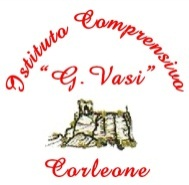 Istituto Comprensivo
"G. Vasi"
Corleone